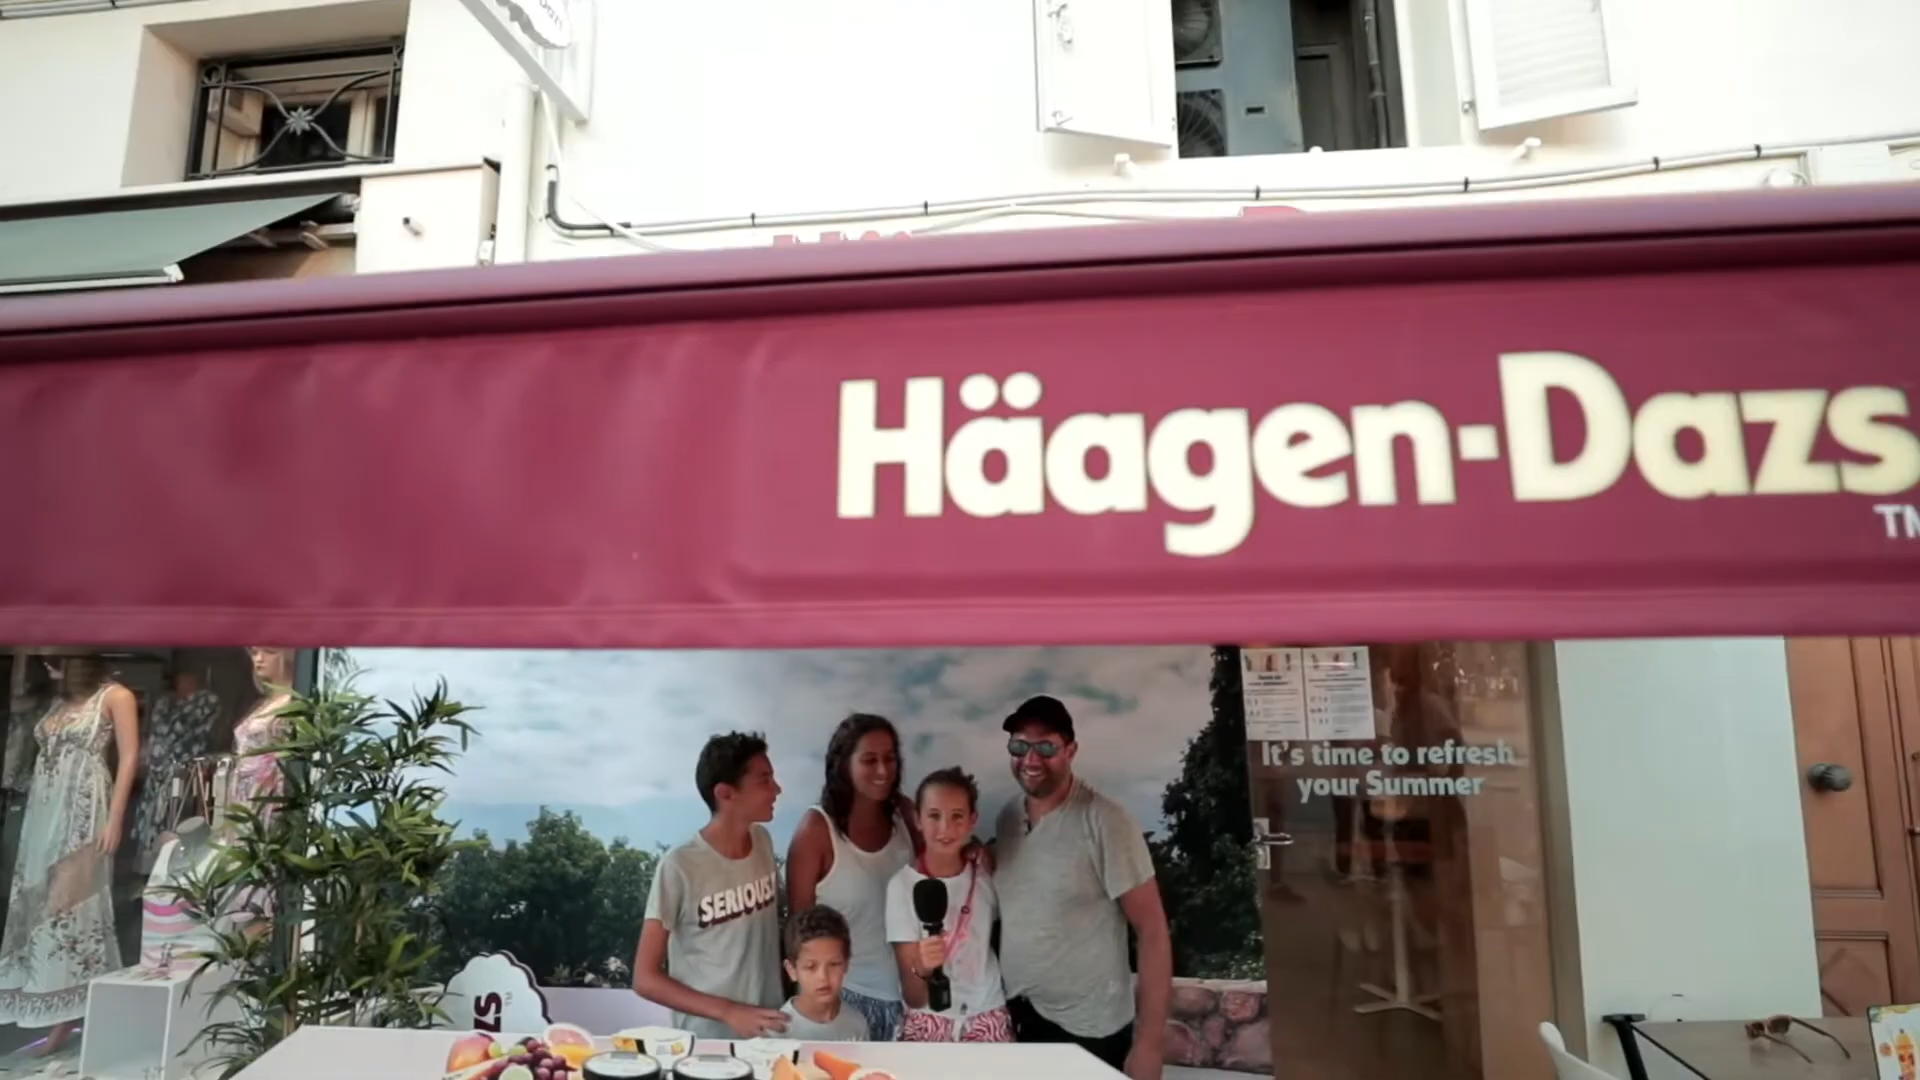 Häagen-Dazs
TM
It's time to refresh
your Summer
SERIOUS.